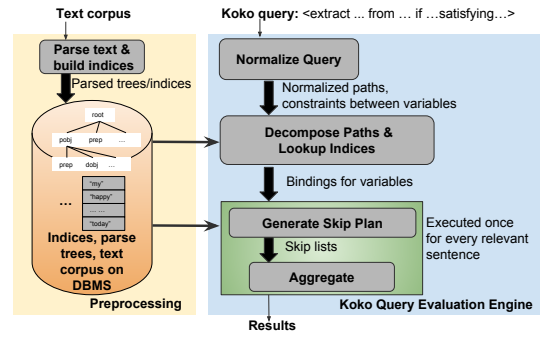 Text corpus
Parse text &
build indices
Parsed trees/indices
root
pobj prep ...
prep dobj ...
...
"my"
"happy"
... ...
"today"
Indices, parse
trees, text
corpus on
DBMS
Preprocessing
Koko query: <extract ... from ... if ...satisfying...>
Normalize Query
Normalized paths,
constraints between variables
Decompose Paths &
Lookup Indices
Bindings for variables
Generate Skip Plan
Skip lists
Aggregate
Executed once
for every relevant
sentence
Koko Query Evaluation Engine
Results